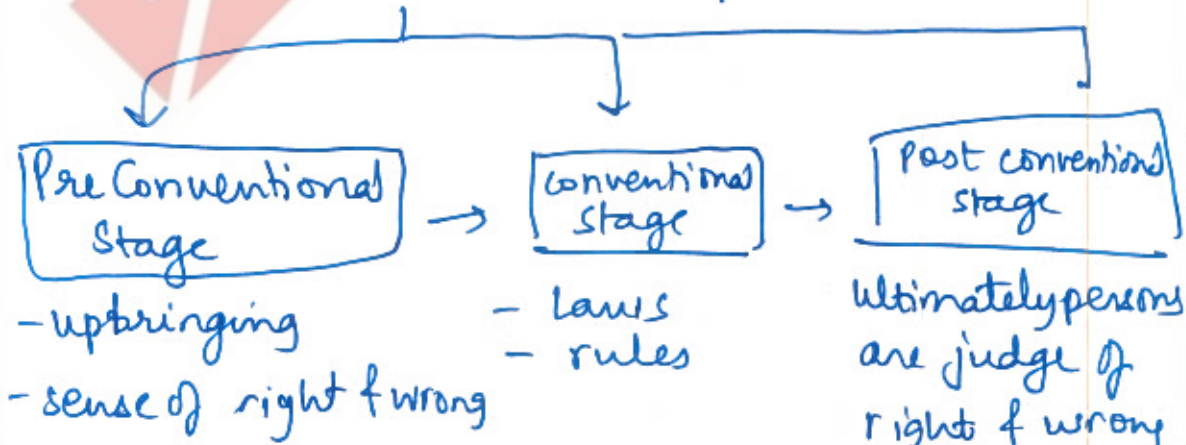 Pre Conventional
Stage
- upbringing
- sense of right & wrong
conventional
stage
- Laws
- rules
Post conventional
stage
ultimately persons
are judge of
right & wrong